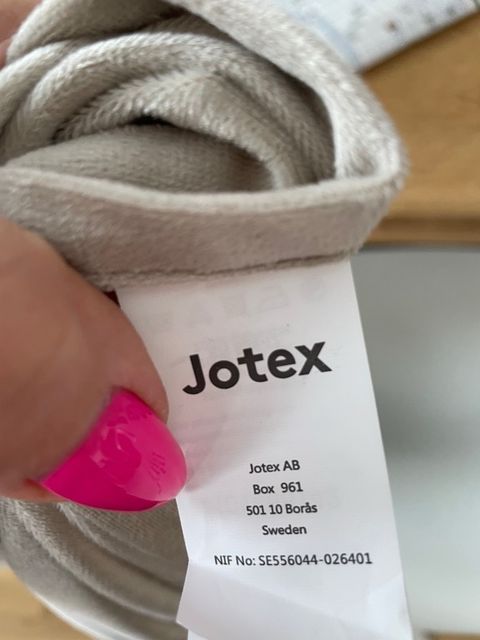 Jotex
Jotex AB
Box 961
501 10 Borås
Sweden
NIF No: SE556044-026401